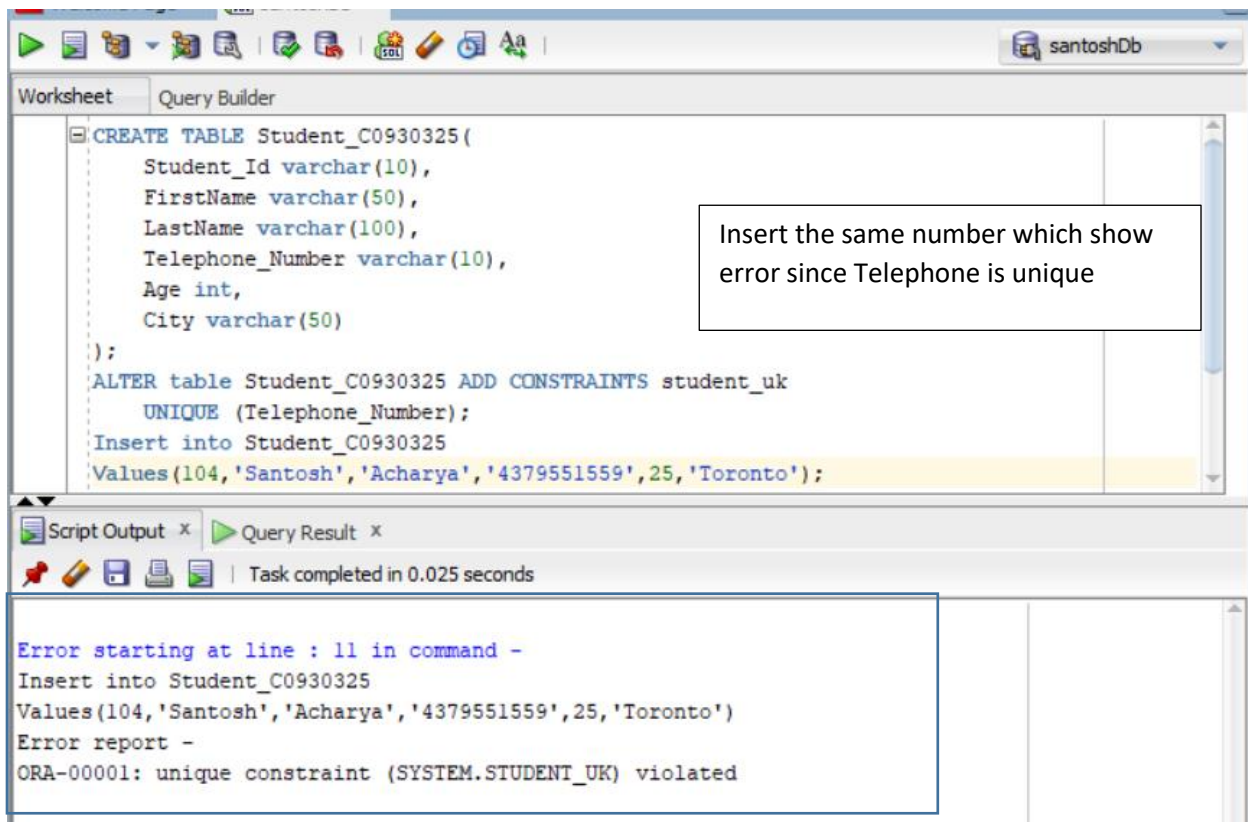 santoshDb
Worksheet Query Builder
CREATE TABLE Student_C0930325(
Student_Id varchar(10),
FirstName varchar(50),
LastName varchar(100),
Telephone_Number varchar(10),
Age int,
City varchar(50)
);
ALTER table Student_C0930325 ADD CONSTRAINTS student_uk
UNIQUE (Telephone_Number);
Insert into Student_C0930325
Values(104,'Santosh','Acharya','4379551559',25,'Toronto');
Insert the same number which show
error since Telephone is unique
Script Output x Query Result x
Task completed in 0.025 seconds
Error starting at line : 11 in command -
Insert into Student_C0930325
Values(104,'Santosh','Acharya','4379551559',25,'Toronto')
Error report -
ORA-00001: unique constraint (SYSTEM.STUDENT_UK) violated